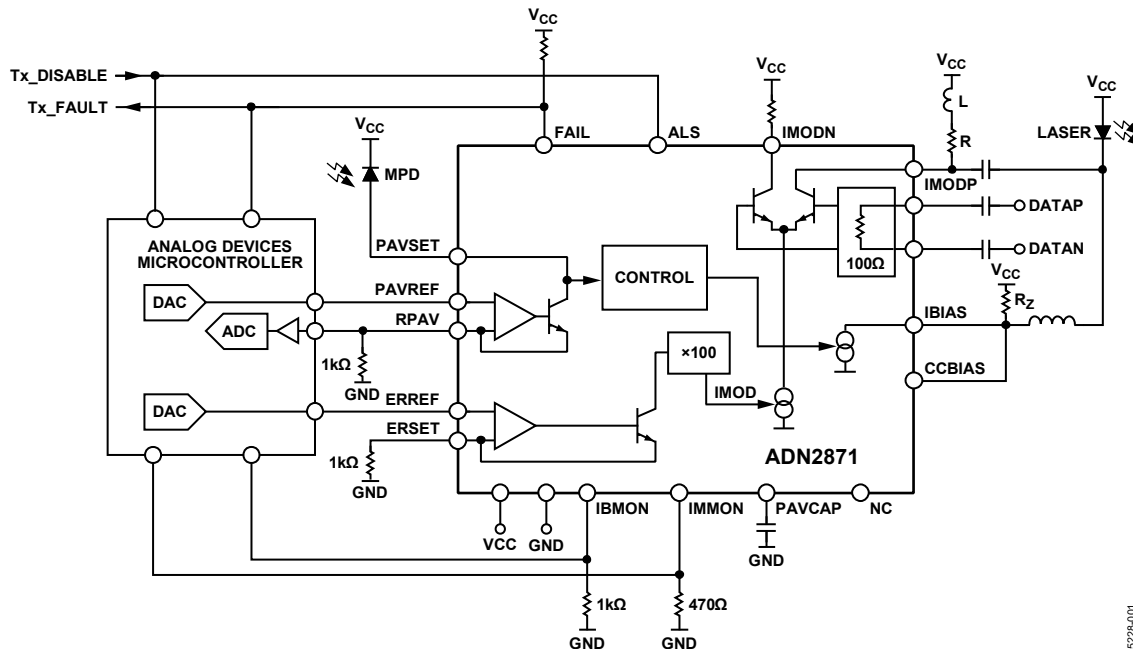 VCC
Tx_DISABLE
Tx_FAULT
VCC
FAIL
ALS
VCC
IMODN
VCC
L
R
VCC
LASER
MPD
IMODP
DATAP
DATAN
100Ω
ANALOG DEVICES
MICROCONTROLLER
PAVSET
CONTROL
VCC
RZ
DAC
PAVREF
ADC
RPAV
IBIAS
1kΩ
GND
×100
CCBIAS
IMOD
DAC
ERREF
ERSET
1kΩ
GND
ADN2871
IBMON
IMMON
PAVCAP
NC
VCC
GND
GND
1kΩ
470Ω
GND
GND
5228-001